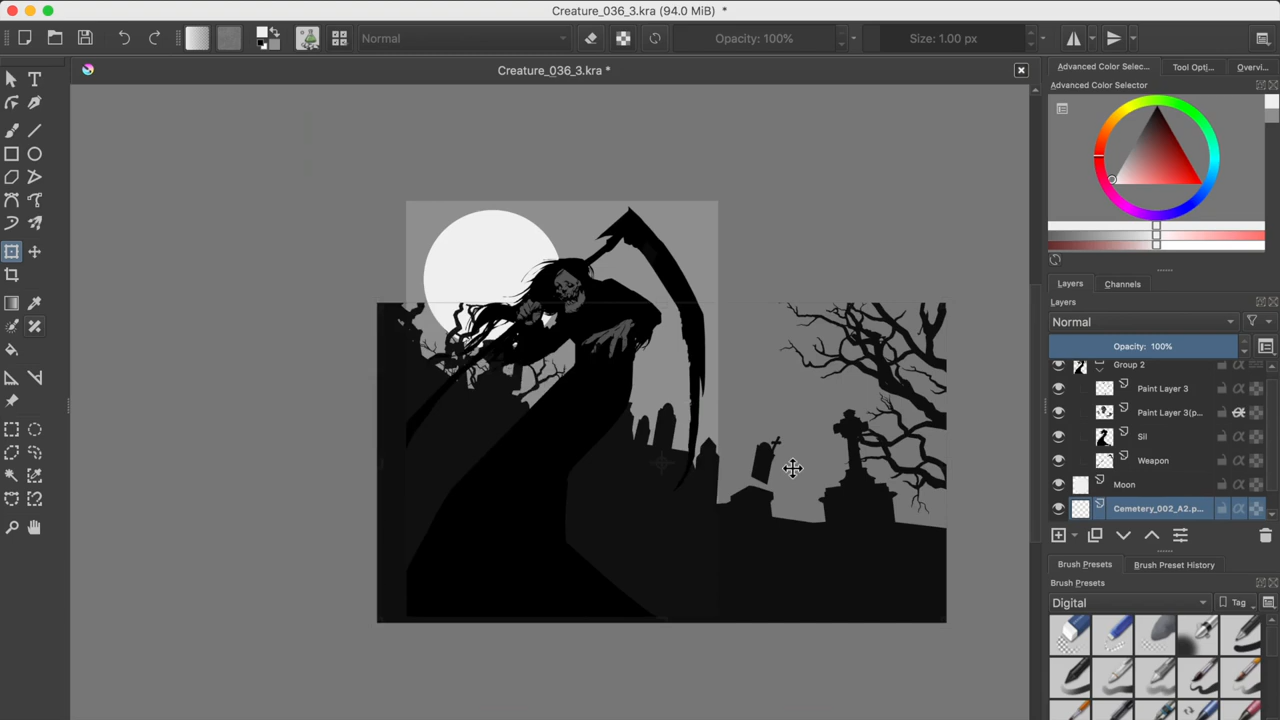 Creature_036_3.kra (94.0 MiB) *
Normal
Opacity: 100%
Size: 1.00 px
Creature_036_3.kra *
Advanced Color Selec...
Tool Opti...
Overvi...
Advanced Color Selector
Layers
Channels
Layers
Normal
Opacity: 100%
Group 2
Paint Layer 3
Paint Layer 3(p...
Sil
Weapon
Moon
Cemetery_002_A2.p...
Brush Presets
Brush Preset History
Brush Presets
Digital
Tag